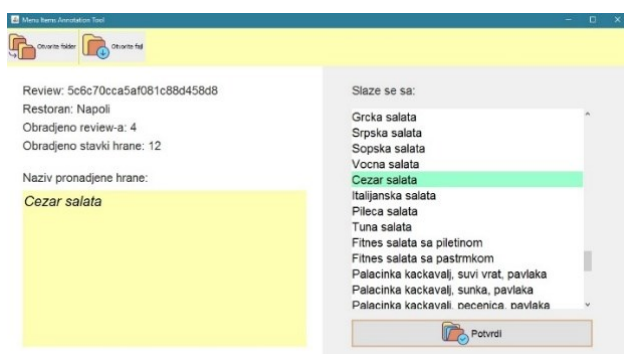 Menu Items Annotation Tool
Otvorite folder
Otvorite fajl
Review: 5c6c70cca5af081c88d458d8
Restoran: Napoli
Obradjeno review-a: 4
Obradjeno stavki hrane: 12
Naziv pronadjene hrane:
Cezar salata
Slaze se sa:
Grcka salata
Srpska salata
Sopska salata
Vocna salata
Cezar salata
Italijanska salata
Pileca salata
Tuna salata
Fitnes salata sa piletinom
Fitnes salata sa pastrmkom
Palacinka kackavalj, suvi vrat, pavlaka
Palacinka kackavalj, sunka, pavlaka
Palacinka kackavalj, pecenica, pavlaka
Potvrdi